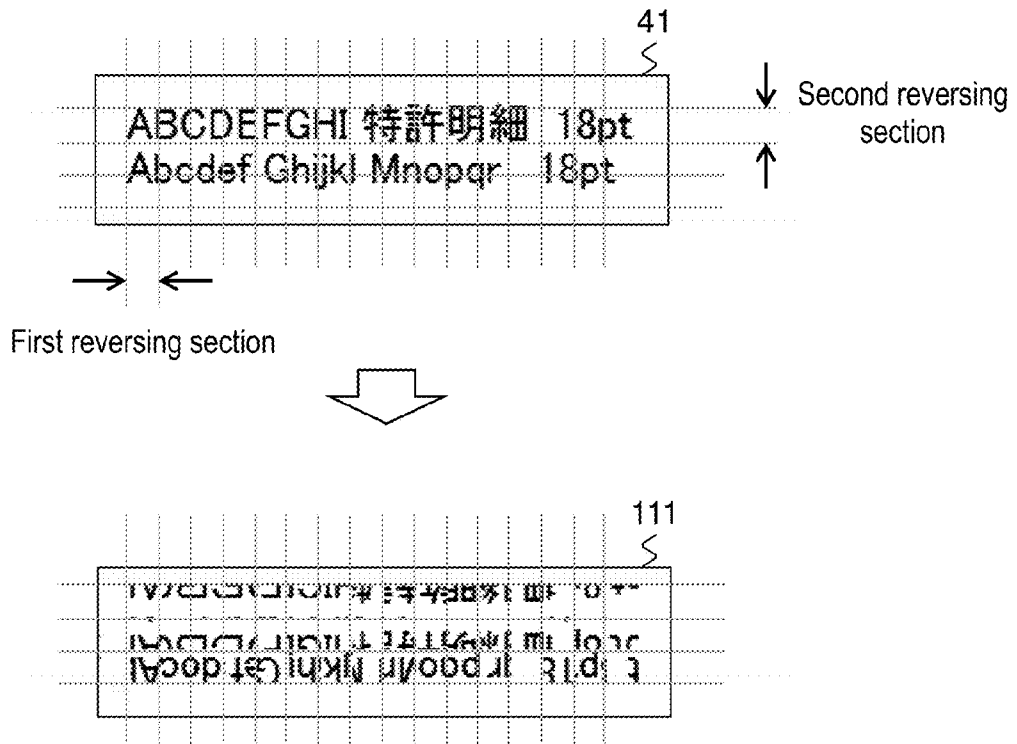 41
ABCDEFGHI 特許明細 18pt
Abcdef Ghijkl Mnopqr 18pt
Second reversing
section
First reversing section
111